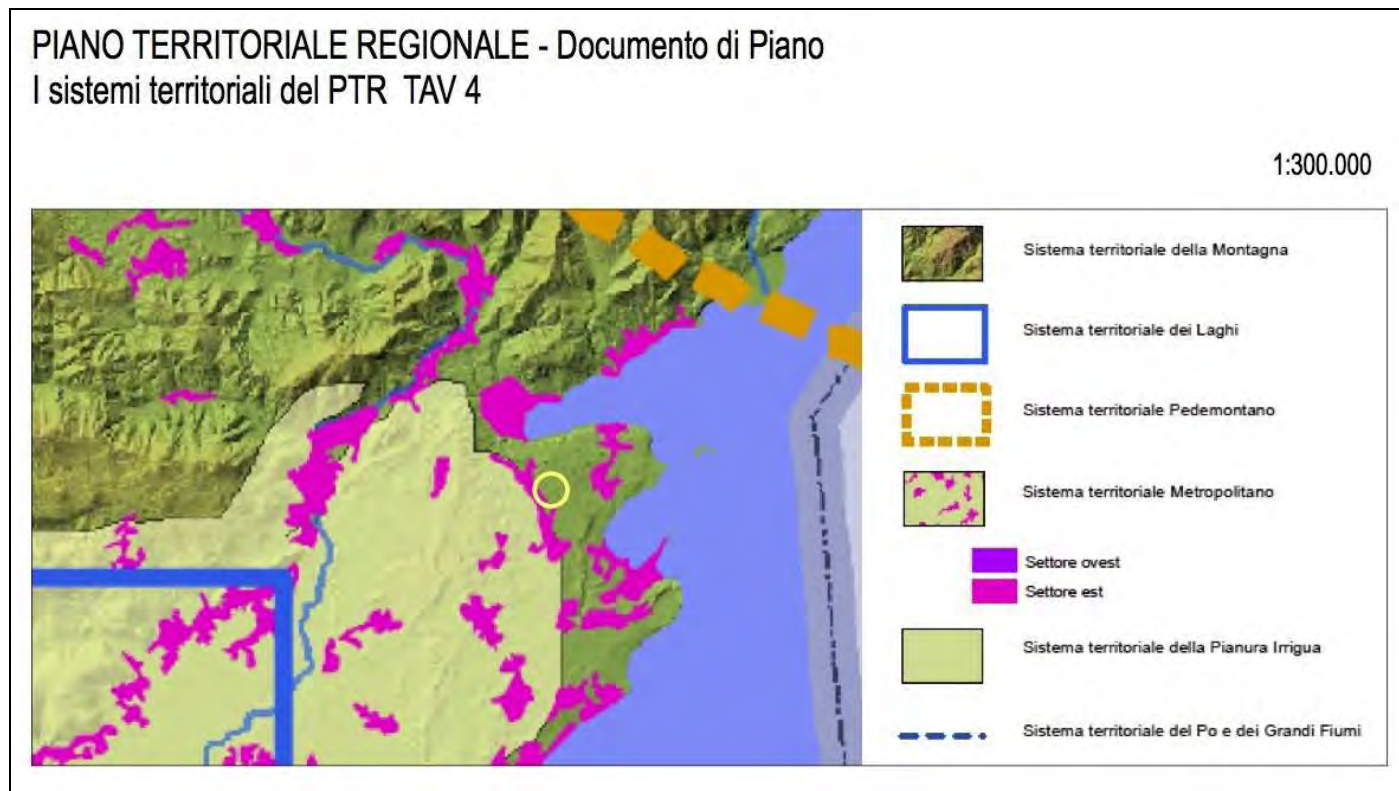 PIANO TERRITORIALE REGIONALE - Documento di Piano
I sistemi territoriali del PTR TAV 4
1:300.000
Sistema territoriale della Montagna
Sistema territoriale dei Laghi
Sistema territoriale Pedemontano
Sistema territoriale Metropolitano
Settore ovest
Settore est
Sistema territoriale della Pianura Irrigua
Sistema territoriale del Po e dei Grandi Fiumi